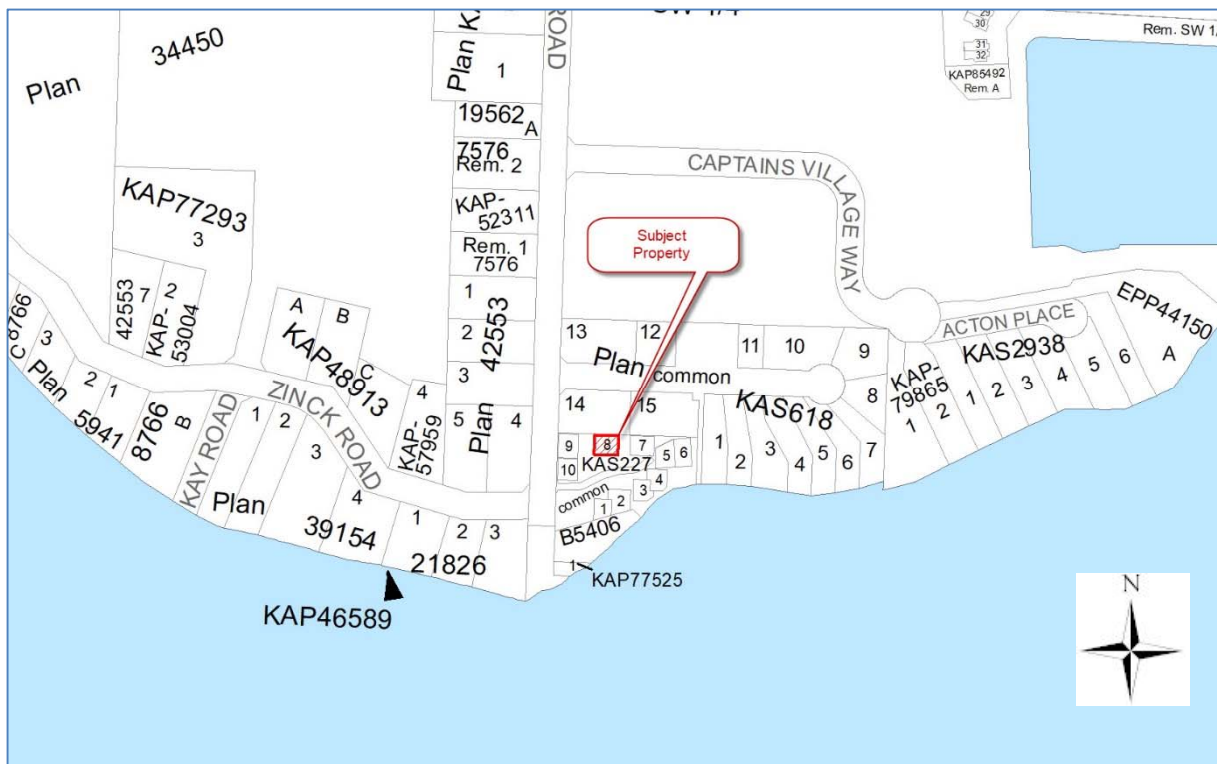 34450
Plan
ROAD
SW 1/4
29
30
31
32
KAP85492
Rem. A
Rem. SW 1/
Plan K
1
19562
A
7576
Rem. 2
KAP-
52311
Rem. 1
7576
CAPTAINS VILLAGE WAY
Subject
Property
KAP77293
3
42553
7
2
KAP-
53004
A
B
KAP48913
C
1
2
3
42553
5
Plan
4
4
KAP-
57959
13
12
Plan
common
11
10
9
8
14
15
KAS618
1
2
3
4
5
6
7
KAP-
79865
1
2
ACTON PLACE
KAS2938
1
2
3
4
5
6
EPP44150
A
8766
C
3
Plan
2
1
5941
8766
B
KAY ROAD
ZINCK ROAD
1
2
3
4
Plan
39154
1
2
3
21826
9
8
7
10
KAS227
5
6
4
3
common
1
2
B5406
1
KAP77525
KAP46589
N